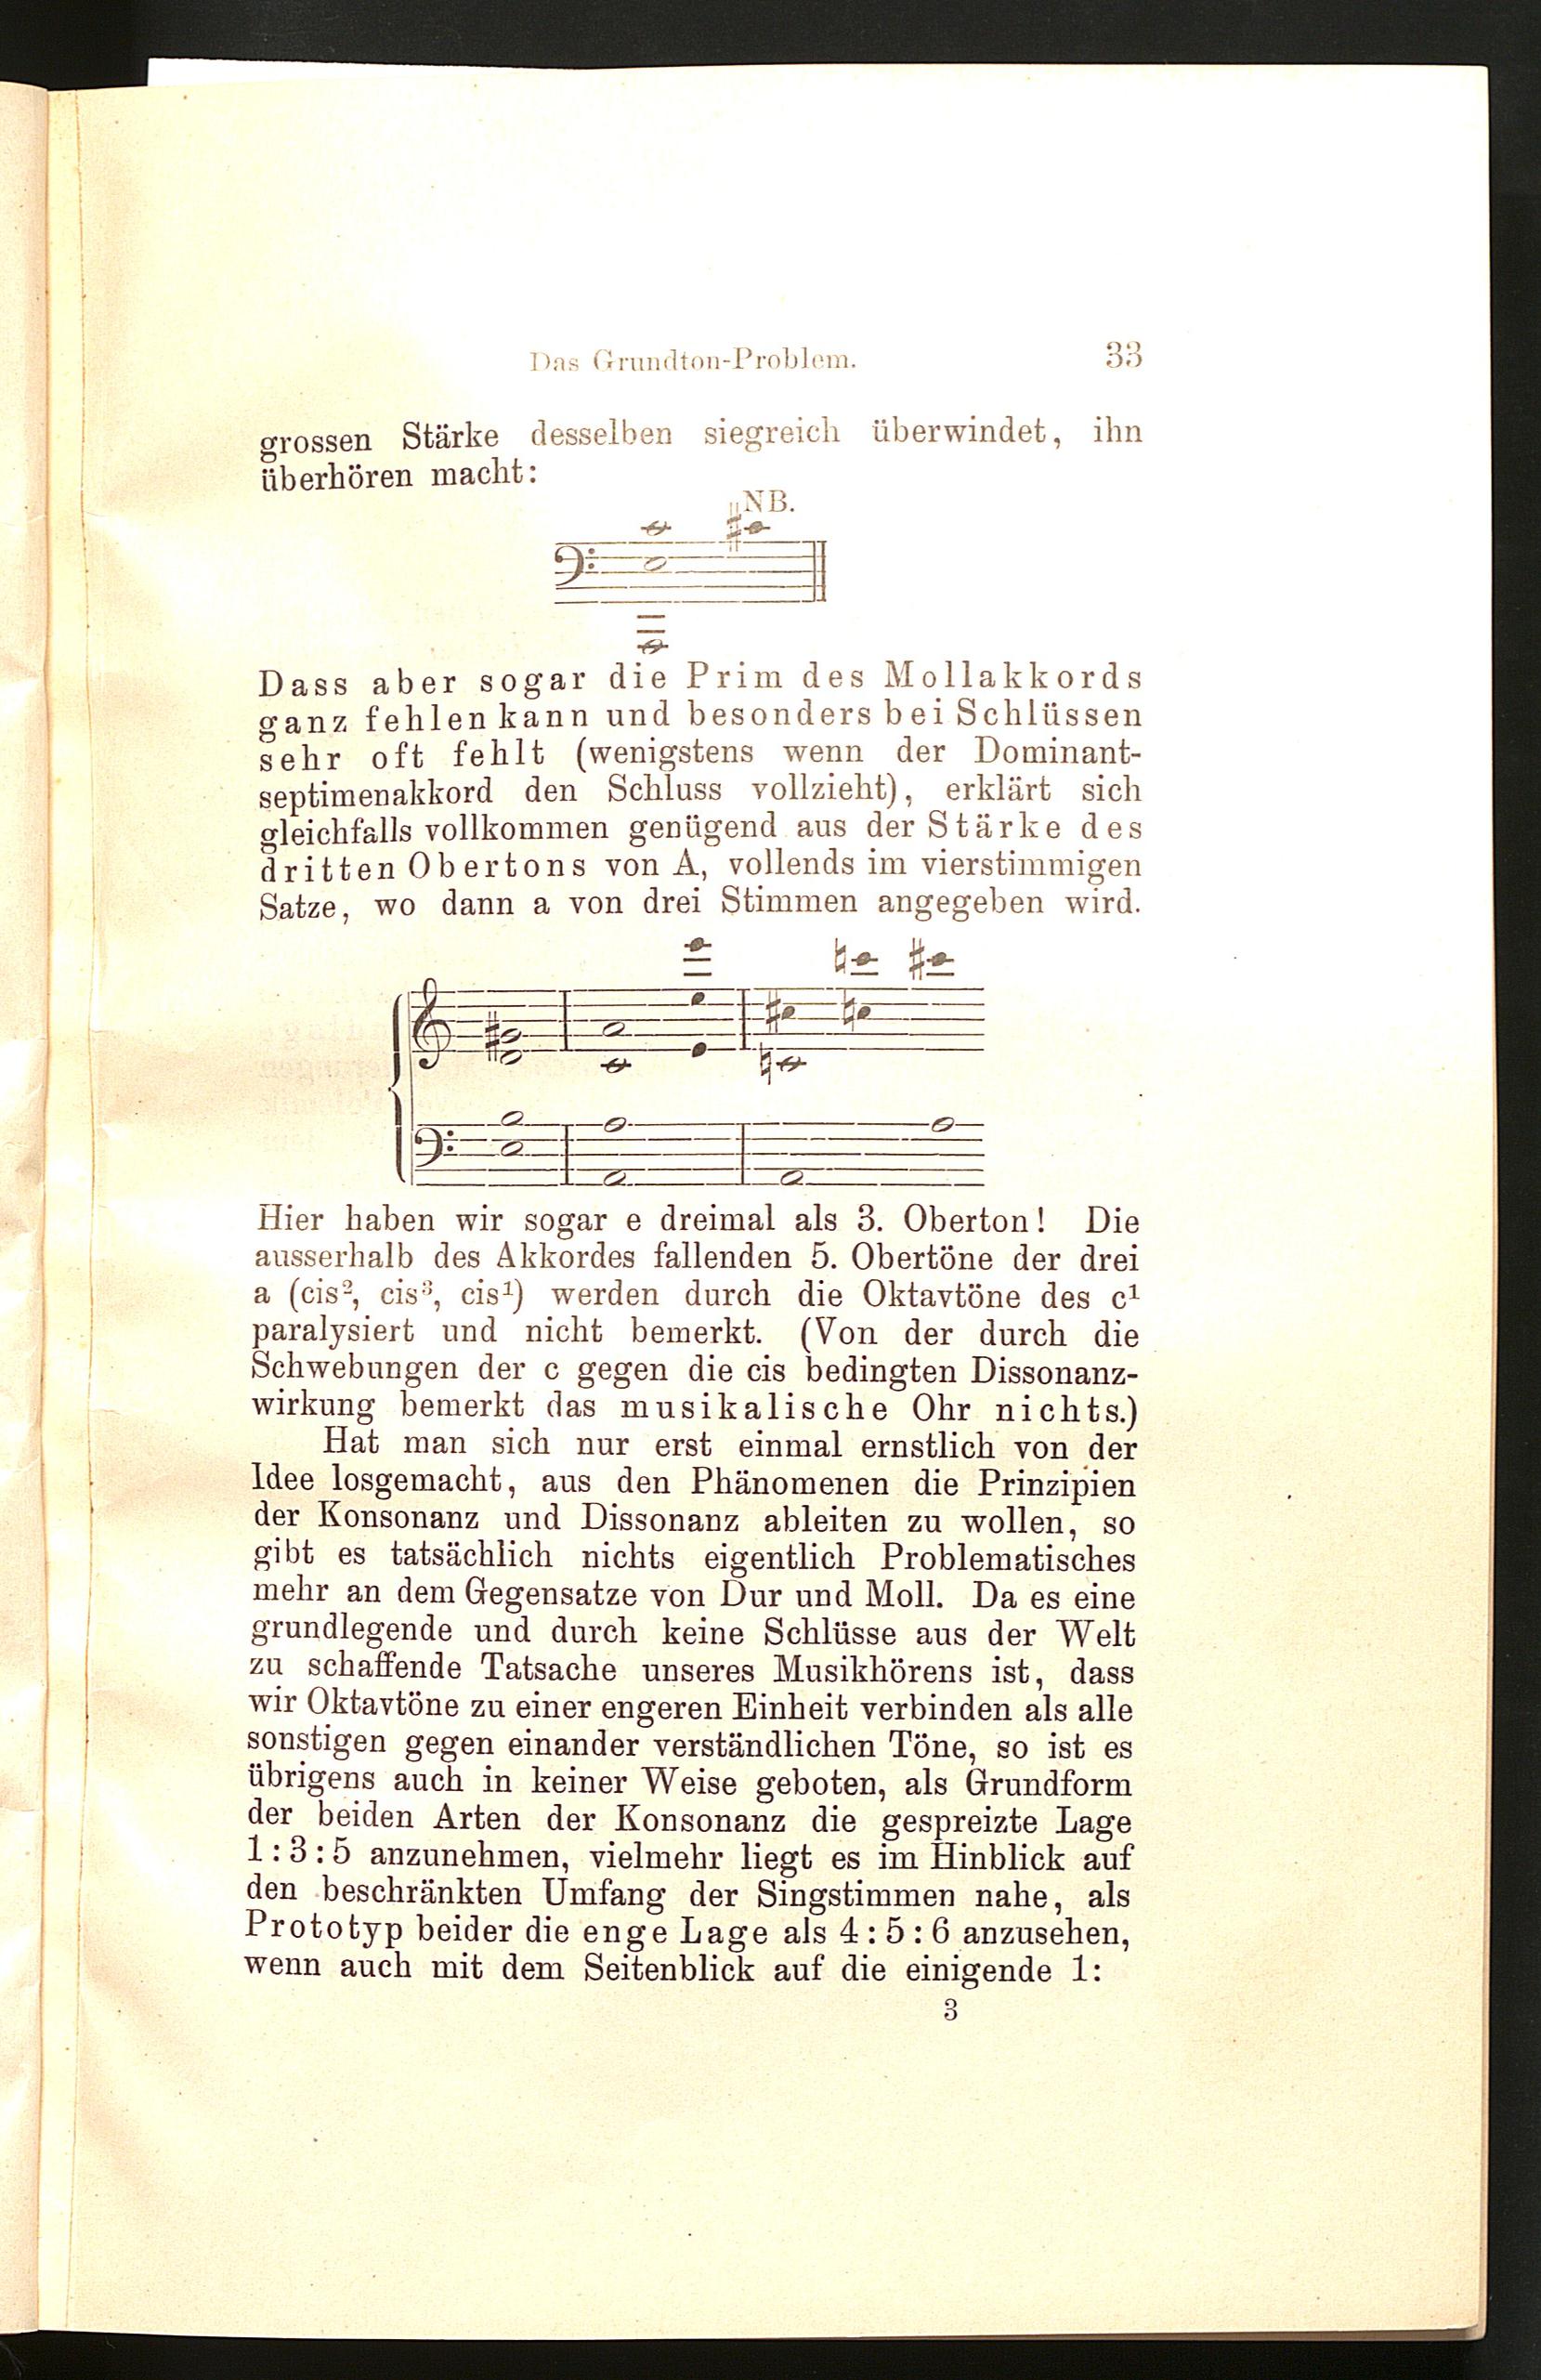 Das Grundton-Problem. 33
grossen Stärke desselben siegreich überwindet, ihn
überhören macht:
NB.
Dass aber sogar die Prim des Mollakkords
ganz fehlen kann und besonders bei Schlüssen
sehr oft fehlt (wenigstens wenn der Dominant-
septimenakkord den Schluss vollzieht), erklärt sich
gleichfalls vollkommen genügend aus der Stärke des
dritten Obertons von A, vollends im vierstimmigen
Satze, wo dann a von drei Stimmen angegeben wird.
Hier haben wir sogar e dreimal als 3. Oberton! Die
ausserhalb des Akkordes fallenden 5. Obertöne der drei
a (cis², cis³, cis¹) werden durch die Oktavtöne des c¹
paralysiert und nicht bemerkt. (Von der durch die
Schwebungen der c gegen die cis bedingten Dissonanz-
wirkung bemerkt das musikalische Ohr nichts.)
Hat man sich nur erst einmal ernstlich von der
Idee losgemacht, aus den Phänomenen die Prinzipien
der Konsonanz und Dissonanz ableiten zu wollen, so
gibt es tatsächlich nichts eigentlich Problematisches
mehr an dem Gegensatze von Dur und Moll. Da es eine
grundlegende und durch keine Schlüsse aus der Welt
zu schaffende Tatsache unseres Musikhörens ist, dass
wir Oktavtöne zu einer engeren Einheit verbinden als alle
sonstigen gegen einander verständlichen Töne, so ist es
übrigens auch in keiner Weise geboten, als Grundform
der beiden Arten der Konsonanz die gespreizte Lage
1:3:5 anzunehmen, vielmehr liegt es im Hinblick auf
den beschränkten Umfang der Singstimmen nahe, als
Prototyp beider die enge Lage als 4:5:6 anzusehen,
wenn auch mit dem Seitenblick auf die einigende 1:
3